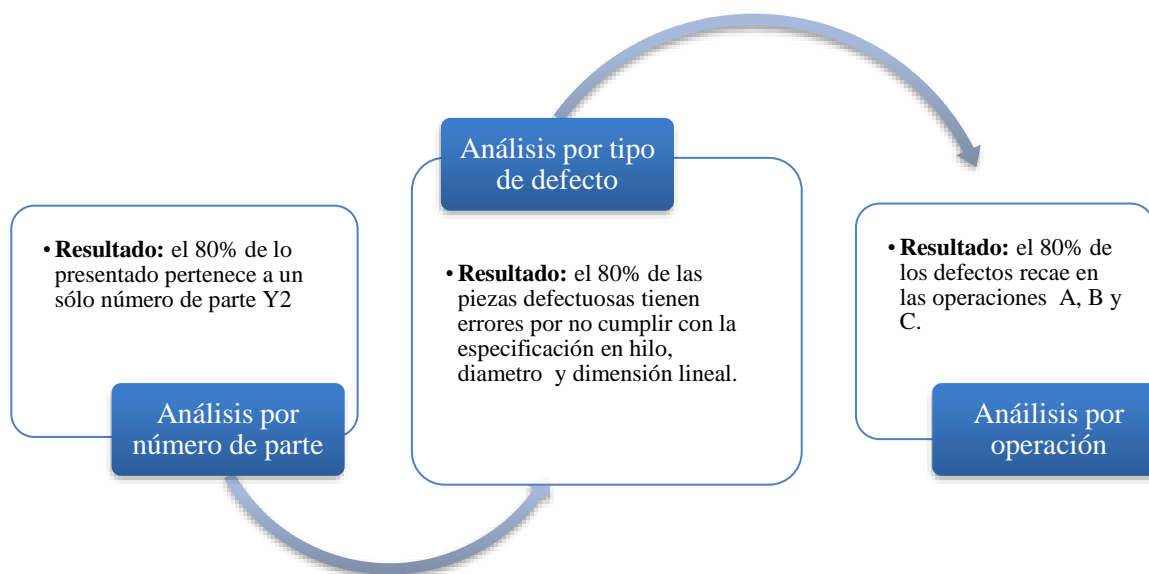 • Resultado: el 80% de lo
presentado pertenece a un
sólo número de parte Y2
Análisis por
número de parte
Análisis por tipo
de defecto
• Resultado: el 80% de las
piezas defectuosas tienen
errores por no cumplir con la
especificación en hilo,
diametro y dimensión lineal.
• Resultado: el 80% de
los defectos recae en
las operaciones A, B y
C.
Anáilisis por
operación